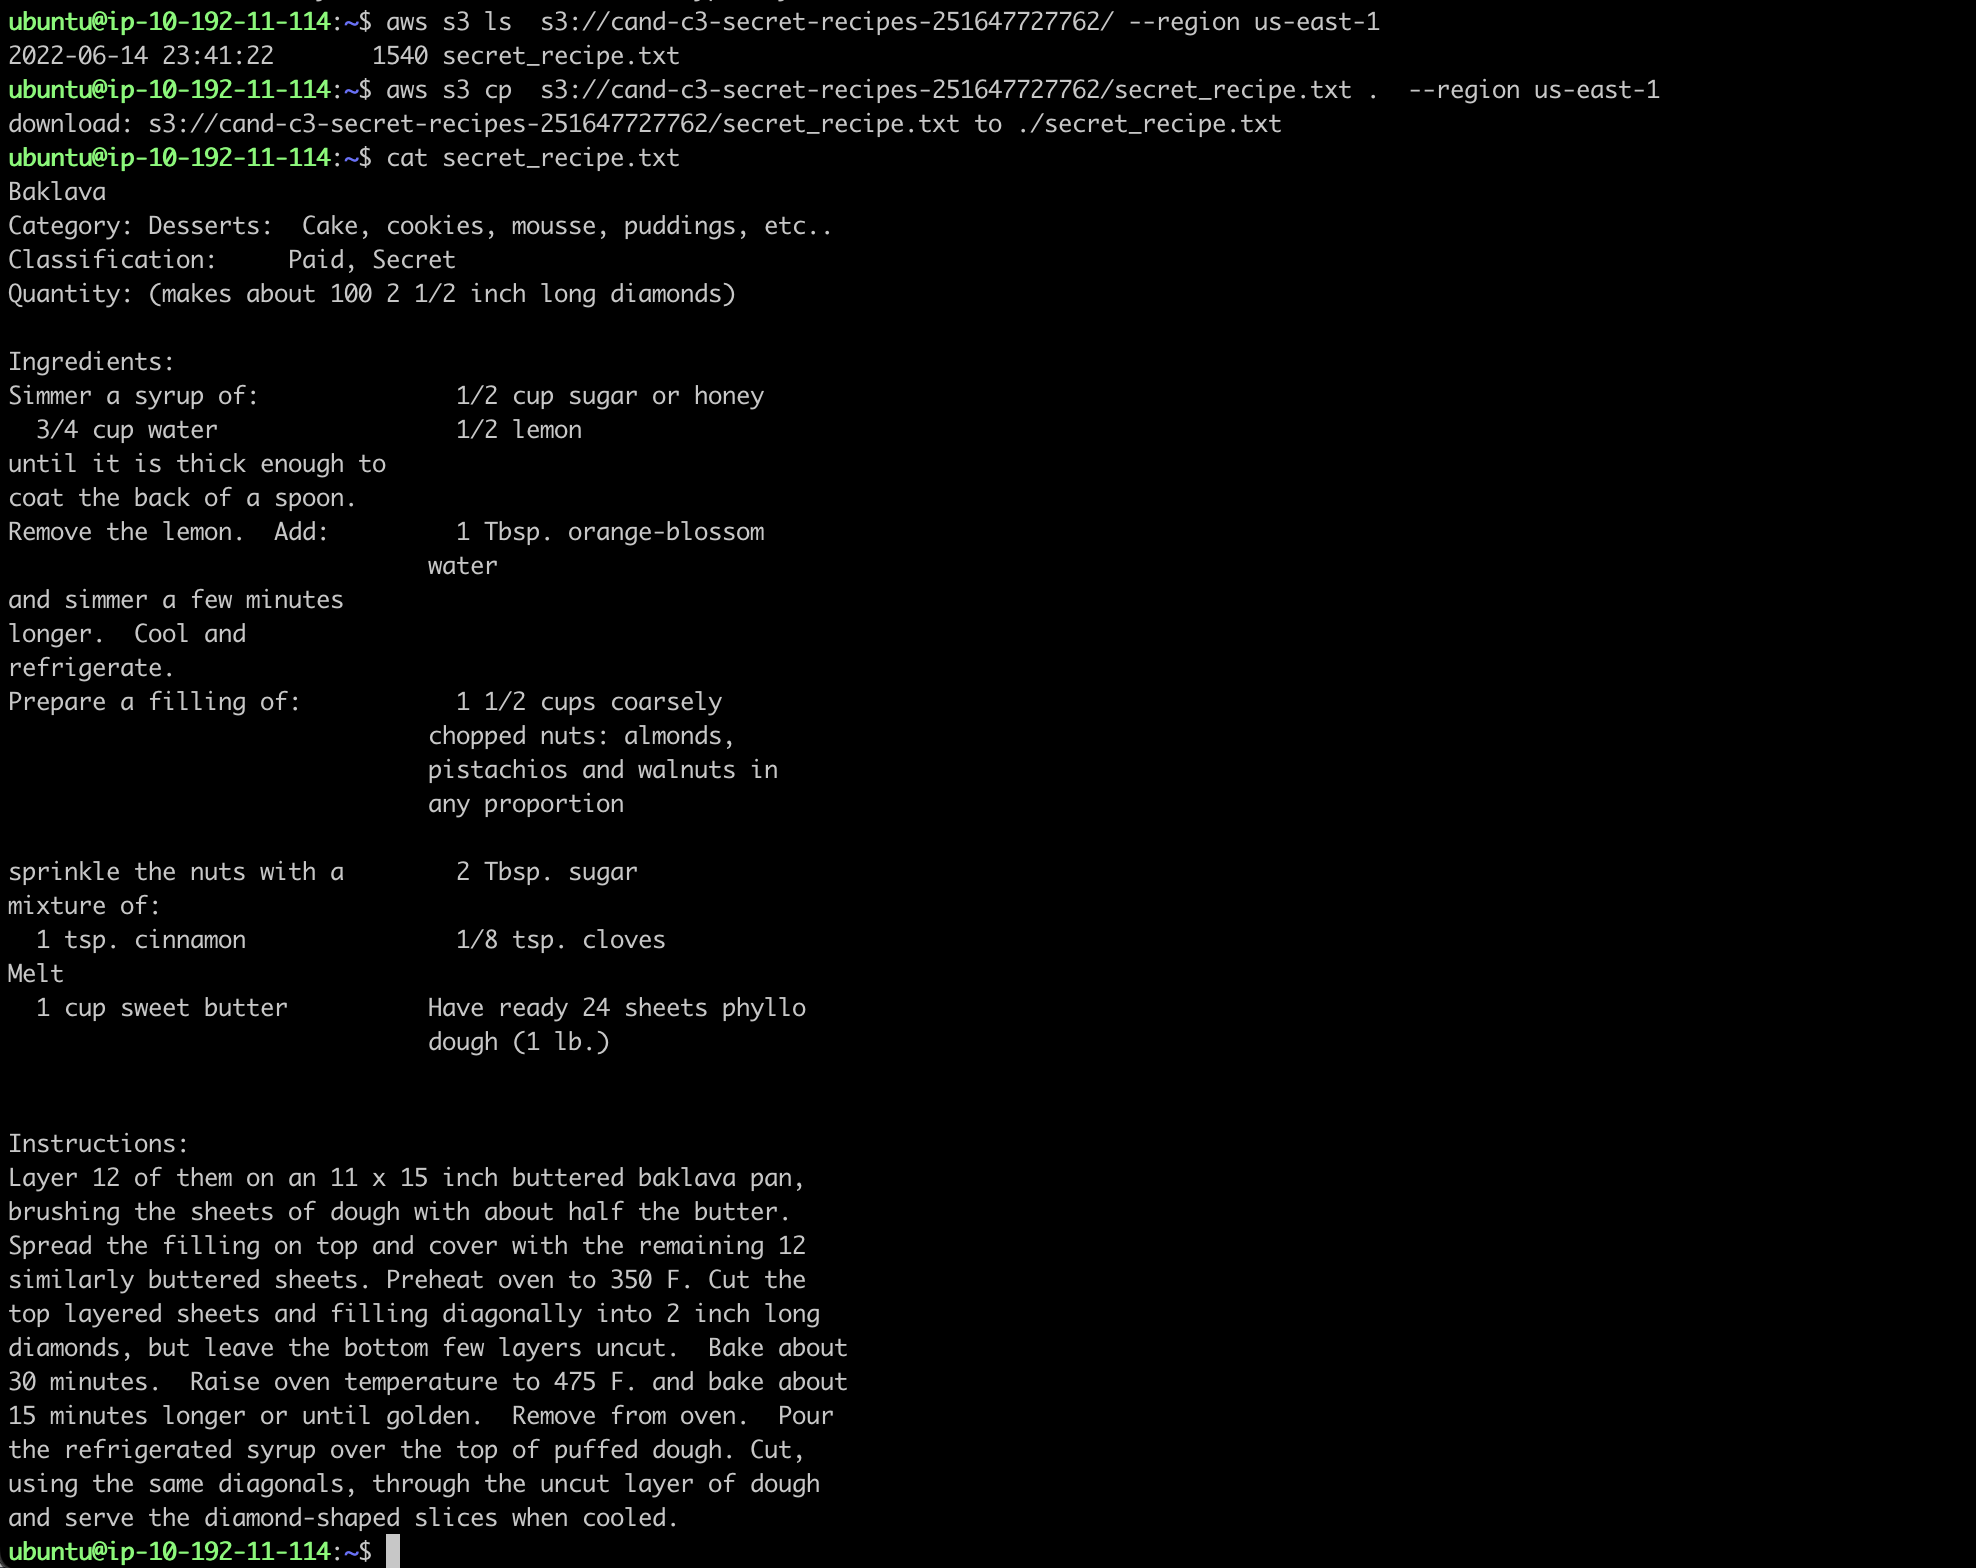 ubuntu@ip-10-192-11-114:~$ aws s3 ls  s3://cand-c3-secret-recipes-251647727762/ --region us-east-1
2022-06-14 23:41:22       1540 secret_recipe.txt
ubuntu@ip-10-192-11-114:~$ aws s3 cp  s3://cand-c3-secret-recipes-251647727762/secret_recipe.txt .  --region us-east-1
download: s3://cand-c3-secret-recipes-251647727762/secret_recipe.txt to ./secret_recipe.txt
ubuntu@ip-10-192-11-114:~$ cat secret_recipe.txt
Baklava
Category: Desserts:  Cake, cookies, mousse, puddings, etc..
Classification:     Paid, Secret
Quantity: (makes about 100 2 1/2 inch long diamonds)

Ingredients:
Simmer a syrup of:              1/2 cup sugar or honey
  3/4 cup water                 1/2 lemon
until it is thick enough to
coat the back of a spoon.
Remove the lemon.  Add:         1 Tbsp. orange-blossom
                              water
and simmer a few minutes
longer.  Cool and
refrigerate.
Prepare a filling of:           1 1/2 cups coarsely
                              chopped nuts: almonds,
                              pistachios and walnuts in
                              any proportion

sprinkle the nuts with a        2 Tbsp. sugar
mixture of:
  1 tsp. cinnamon               1/8 tsp. cloves
Melt
  1 cup sweet butter          Have ready 24 sheets phyllo
                              dough (1 lb.)

Instructions:
Layer 12 of them on an 11 x 15 inch buttered baklava pan,
brushing the sheets of dough with about half the butter.
Spread the filling on top and cover with the remaining 12
similarly buttered sheets. Preheat oven to 350 F. Cut the
top layered sheets and filling diagonally into 2 inch long
diamonds, but leave the bottom few layers uncut.  Bake about
30 minutes.  Raise oven temperature to 475 F. and bake about
15 minutes longer or until golden.  Remove from oven.  Pour
the refrigerated syrup over the top of puffed dough. Cut,
using the same diagonals, through the uncut layer of dough
and serve the diamond-shaped slices when cooled.
ubuntu@ip-10-192-11-114:~$